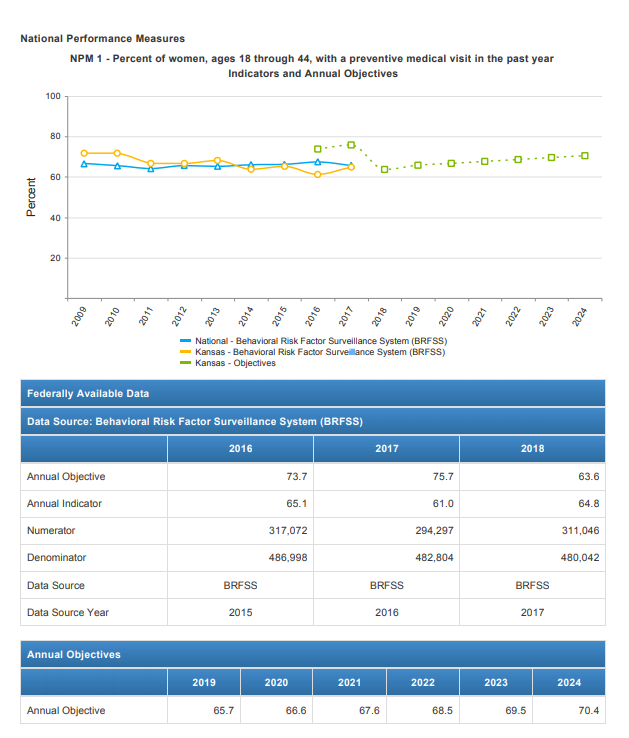 National Performance Measures
NPM 1 - Percent of women, ages 18 through 44, with a preventive medical visit in the past year
Indicators and Annual Objectives
100
80
60
40
20
Percent
2009 2010 2011 2012 2013 2014 2015 2016 2017 2018 2019 2020 2021 2022 2023 2024
National - Behavioral Risk Factor Surveillance System (BRFSS)
Kansas - Behavioral Risk Factor Surveillance System (BRFSS)
Kansas - Objectives
Federally Available Data
Data Source: Behavioral Risk Factor Surveillance System (BRFSS)
2016 2017 2018
Annual Objective 73.7 75.7 63.6
Annual Indicator 65.1 61.0 64.8
Numerator 317,072 294,297 311,046
Denominator 486,998 482,804 480,042
Data Source BRFSS BRFSS BRFSS
Data Source Year 2015 2016 2017
Annual Objectives
2019 2020 2021 2022 2023 2024
Annual Objective 65.7 66.6 67.6 68.5 69.5 70.4